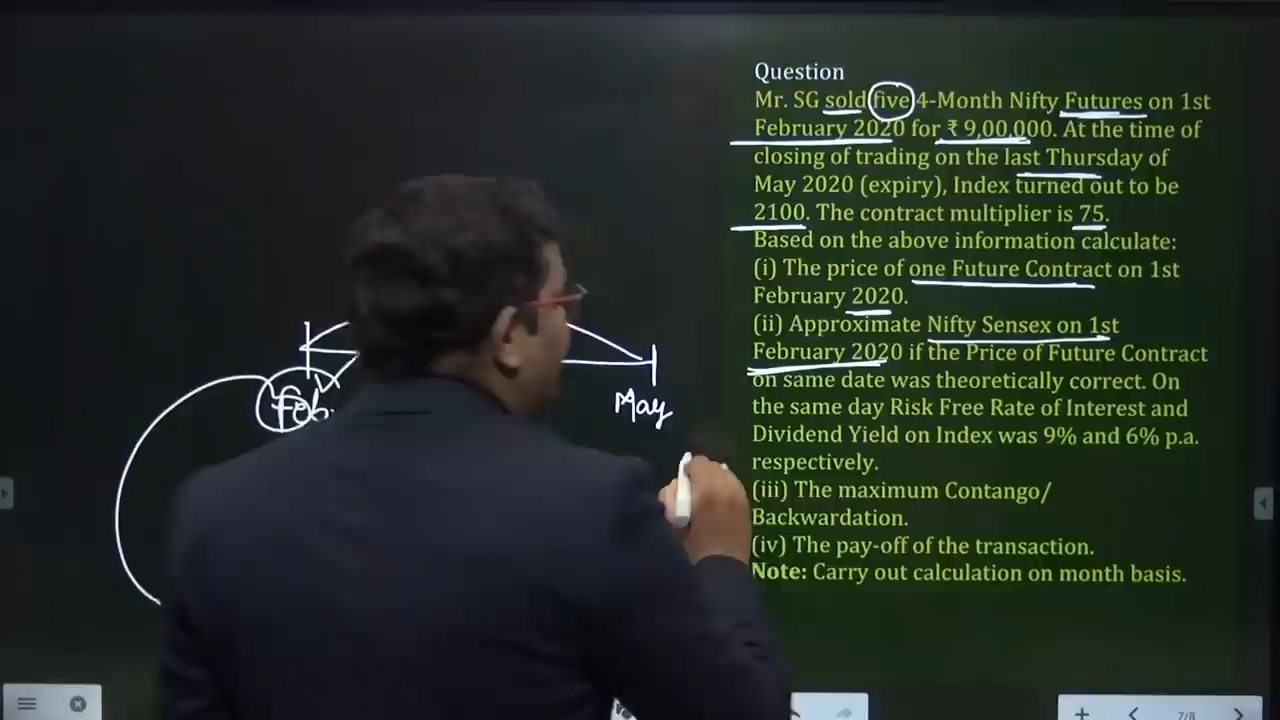 Question
Mr. SG sold five 4-Month Nifty Futures on 1st
February 2020 for ₹ 9,00,000. At the time of
closing of trading on the last Thursday of
May 2020 (expiry), Index turned out to be
2100. The contract multiplier is 75.
Based on the above information calculate:
(i) The price of one Future Contract on 1st
February 2020.
(ii) Approximate Nifty Sensex on 1st
February 2020 if the Price of Future Contract
on same date was theoretically correct. On
the same day Risk Free Rate of Interest and
Dividend Yield on Index was 9% and 6% p.a.
respectively.
(iii) The maximum Contango/
Backwardation.
(iv) The pay-off of the transaction.
Note: Carry out calculation on month basis.
Feb.
May
7/8